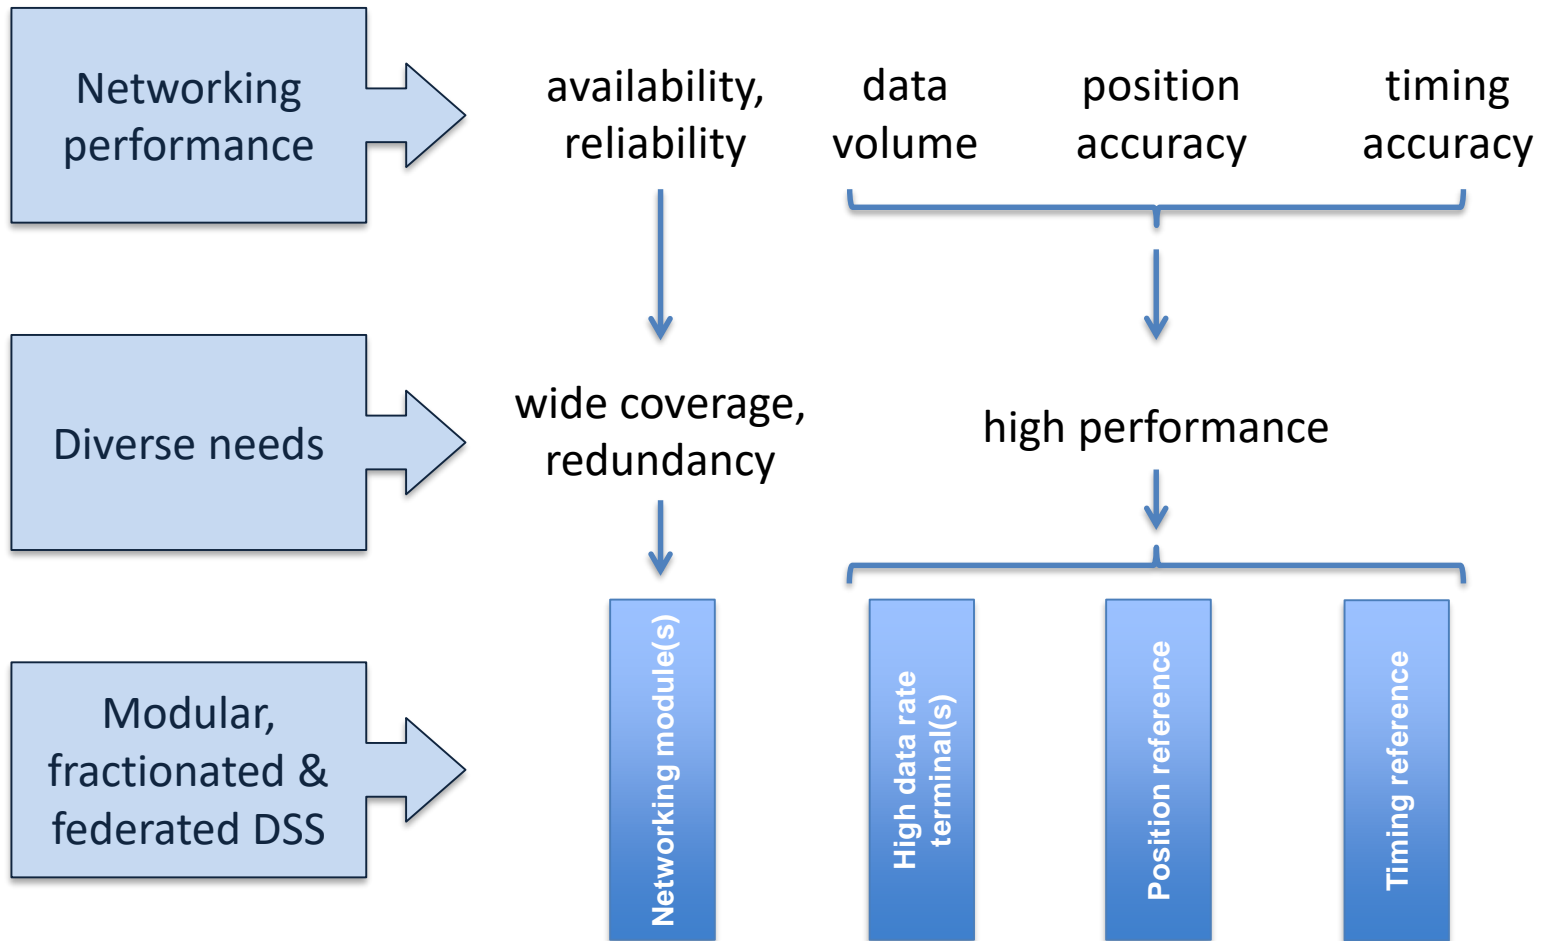 Networking
performance
availability,
reliability
data
volume
position
accuracy
timing
accuracy
Diverse needs
wide coverage,
redundancy
high performance
Modular,
fractionated &
federated DSS
Networking module(s)
High data rate
terminal(s)
Position reference
Timing reference